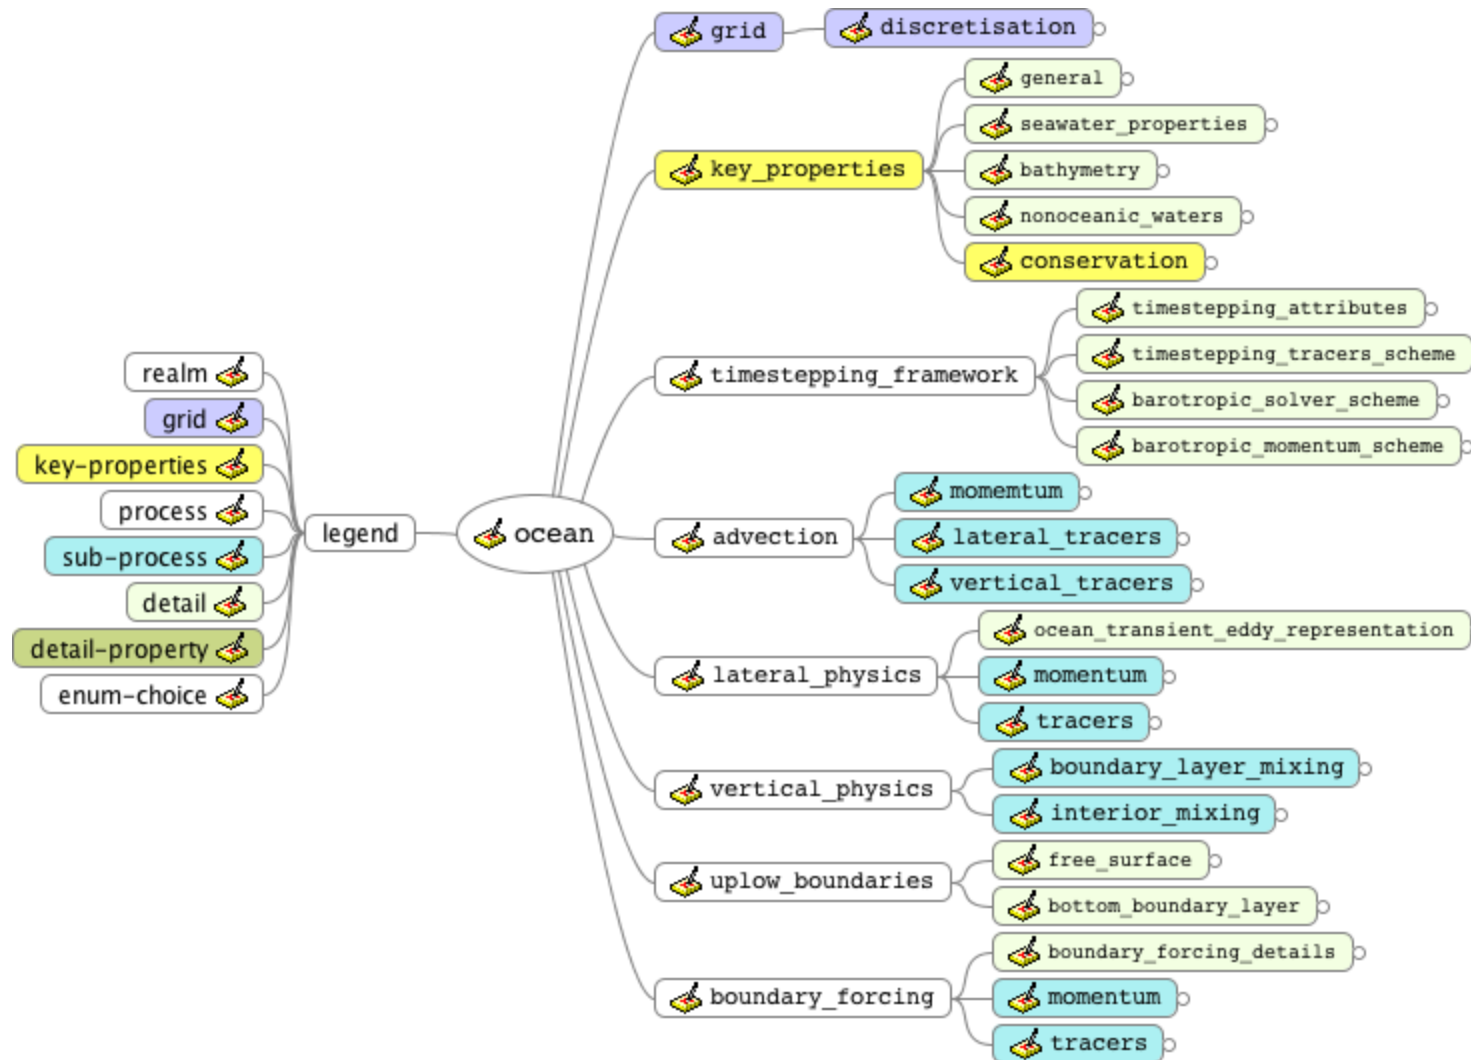 grid
discretisation
general
seawater_properties
key_properties
bathymetry
nonoceanic_waters
conservation
timestepping_attributes
timestepping_tracers_scheme
timestepping_framework
barotropic_solver_scheme
barotropic_momentum_scheme
realm
grid
key-properties
process
sub-process
detail
detail-property
enum-choice
legend
ocean
momemtum
advection
lateral_tracers
vertical_tracers
ocean_transient_eddy_representation
lateral_physics
momentum
tracers
boundary_layer_mixing
vertical_physics
interior_mixing
free_surface
uplow_boundaries
bottom_boundary_layer
boundary_forcing_details
boundary_forcing
momentum
tracers